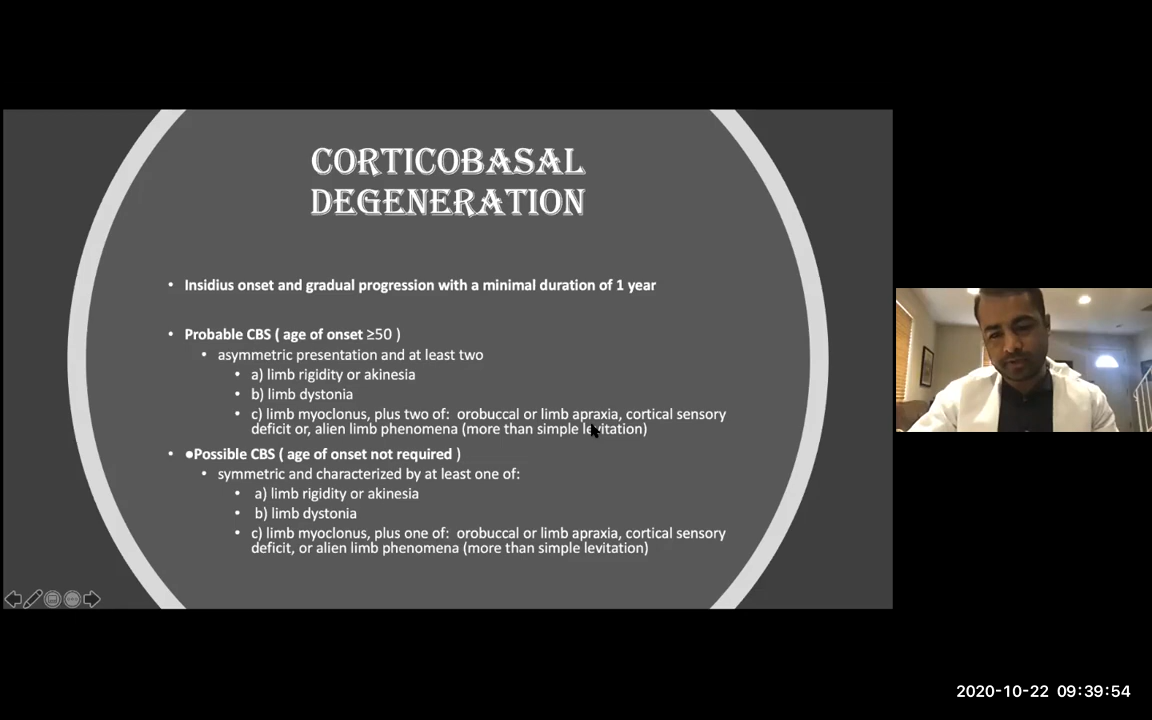 CORTICOBASAL
DEGENERATION
• Insidius onset and gradual progression with a minimal duration of 1 year
• Probable CBS ( age of onset ≥50 )
• asymmetric presentation and at least two
• a) limb rigidity or akinesia
• b) limb dystonia
• c) limb myoclonus, plus two of: orobuccal or limb apraxia, cortical sensory
deficit or, alien limb phenomena (more than simple levitation)
• ●Possible CBS ( age of onset not required )
• symmetric and characterized by at least one of:
• a) limb rigidity or akinesia
• b) limb dystonia
• c) limb myoclonus, plus one of: orobuccal or limb apraxia, cortical sensory
deficit, or alien limb phenomena (more than simple levitation)
2020-10-22 09:39:54